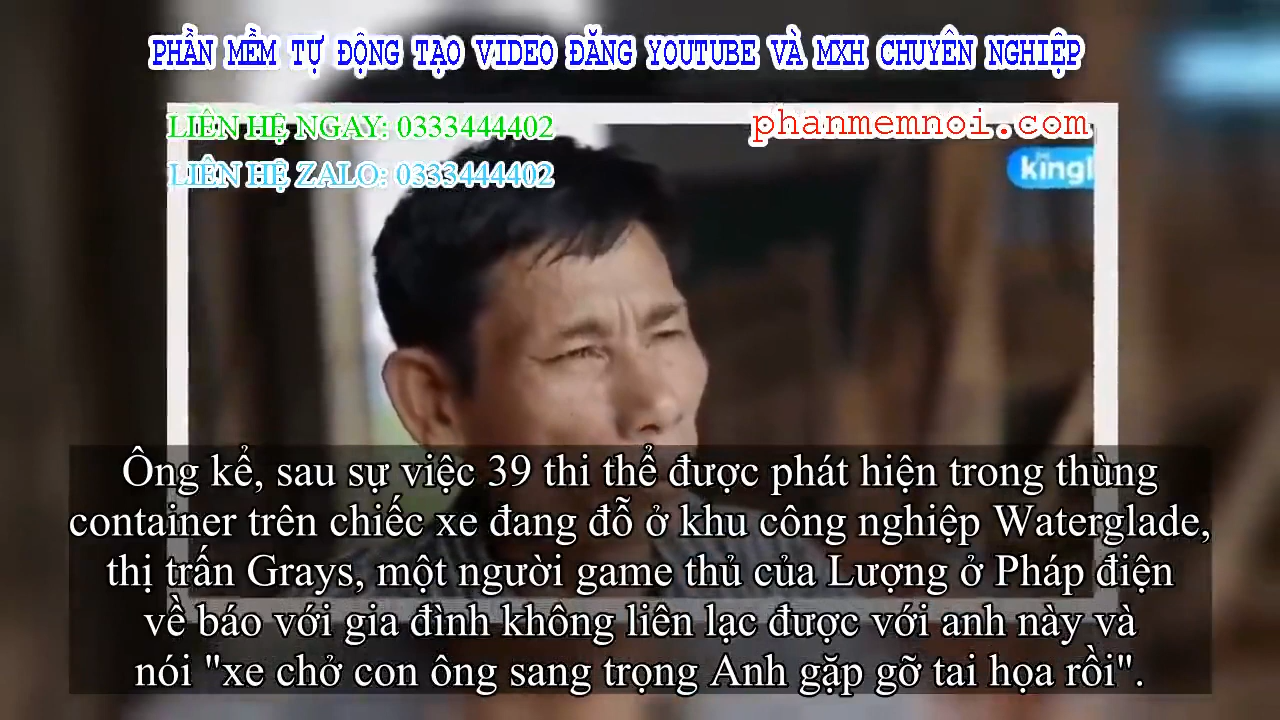 PHẦN MỀM TỰ ĐỘNG TẠO VIDEO ĐĂNG YOUTUBE VÀ MXH CHUYÊN NGHIỆP
LIÊN HỆ NGAY: 0333444402
phanmemnoi.com
LIÊN HỆ ZALO: 0333444402
kingl
Ông kể, sau sự việc 39 thi thể được phát hiện trong thùng
container trên chiếc xe đang đỗ ở khu công nghiệp Waterglade,
thị trấn Grays, một người game thủ của Lượng ở Pháp điện
về báo với gia đình không liên lạc được với anh này và
nói "xe chở con ông sang trọng Anh gặp gỡ tai họa rồi".